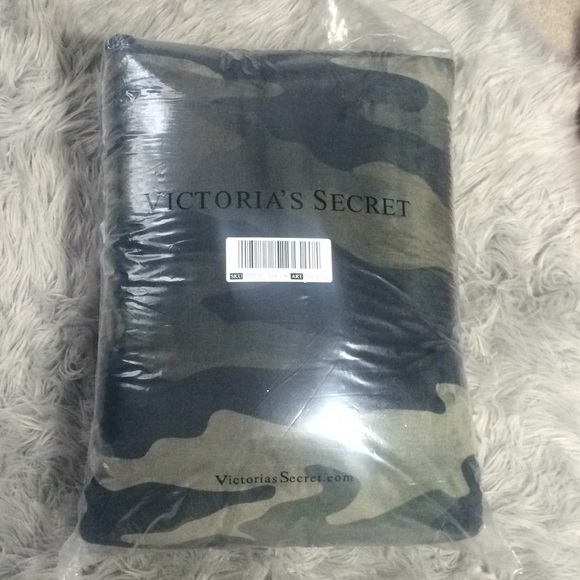 VICTORIA'S SECRET
SKU ART
VictoriasSecret.com